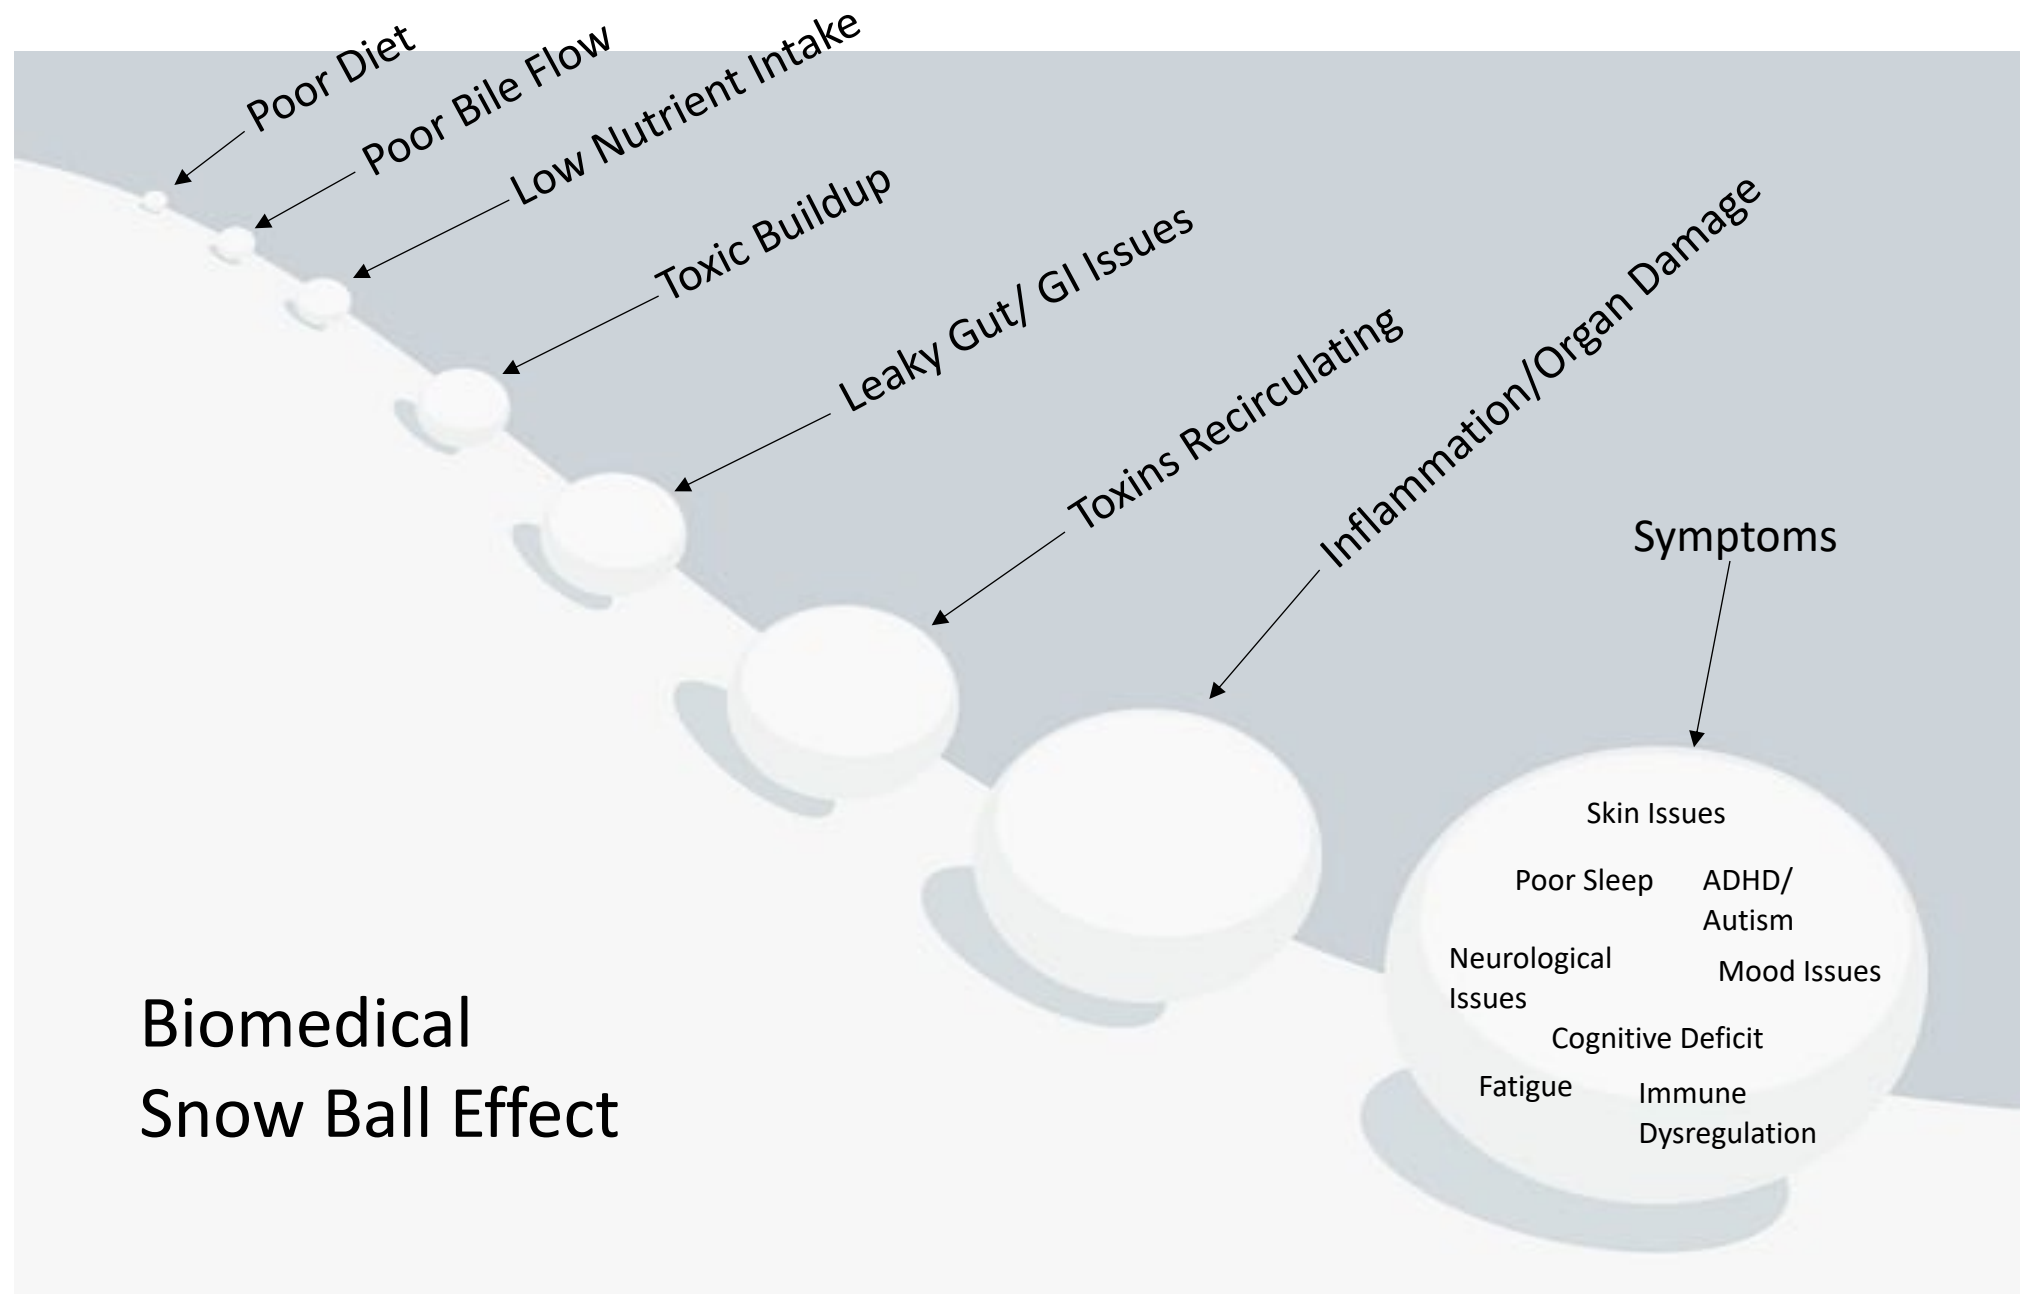 Poor Diet
Poor Bile Flow
Low Nutrient Intake
Toxic Buildup
Leaky Gut/ GI Issues
Toxins Recirculating
Inflammation/Organ Damage
Symptoms
Skin Issues
Poor Sleep
ADHD/
Autism
Neurological
Issues
Mood Issues
Cognitive Deficit
Fatigue
Immune
Dysregulation
Biomedical
Snow Ball Effect